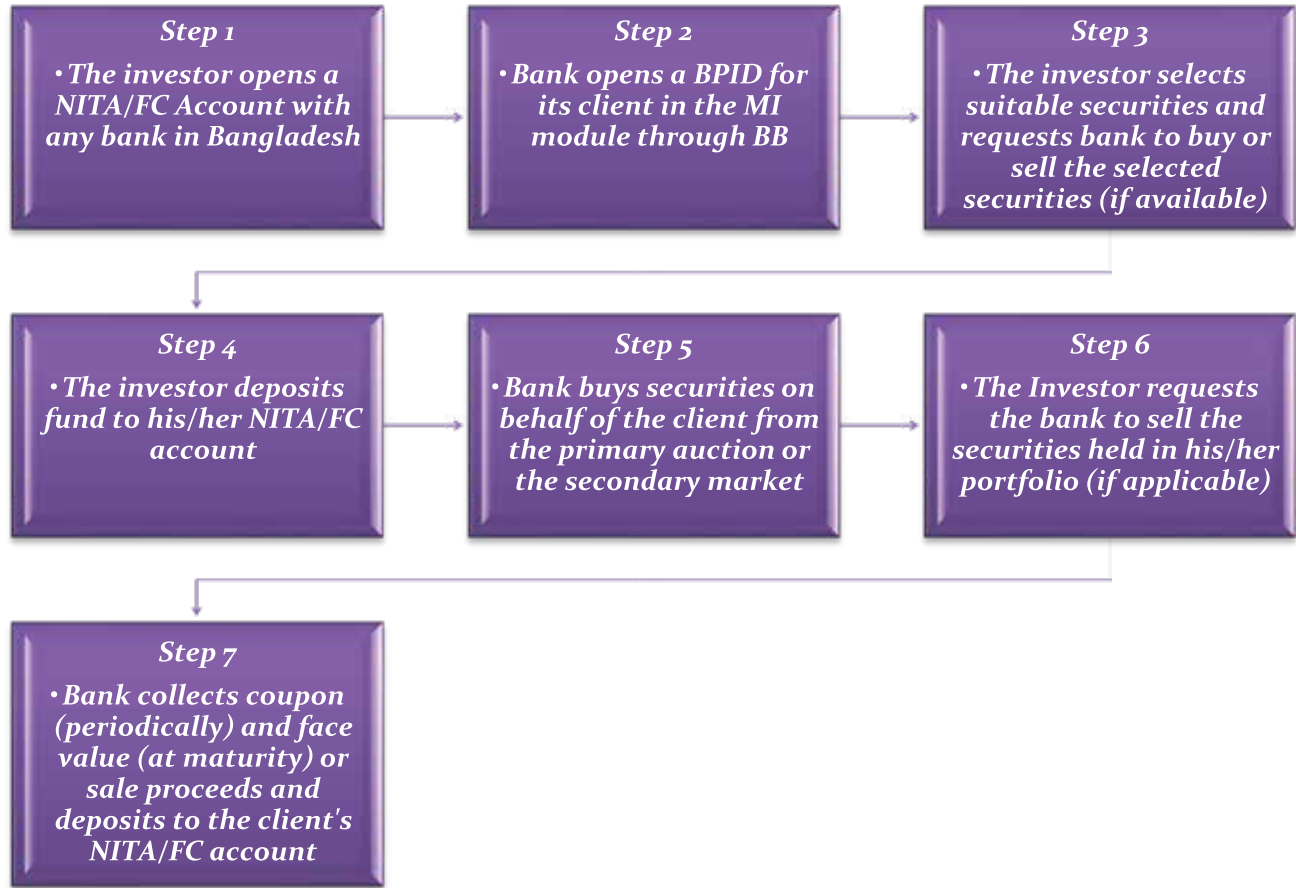 Step 1
• The investor opens a
NITA/FC Account with
any bank in Bangladesh
Step 2
• Bank opens a BPID for
its client in the MI
module through BB
Step 3
• The investor selects
suitable securities and
requests bank to buy or
sell the selected
securities (if available)
Step 4
• The investor deposits
fund to his/her NITA/FC
account
Step 5
• Bank buys securities on
behalf of the client from
the primary auction or
the secondary market
Step 6
• The Investor requests
the bank to sell the
securities held in his/her
portfolio (if applicable)
Step 7
• Bank collects coupon
(periodically) and face
value (at maturity) or
sale proceeds and
deposits to the client's
NITA/FC account